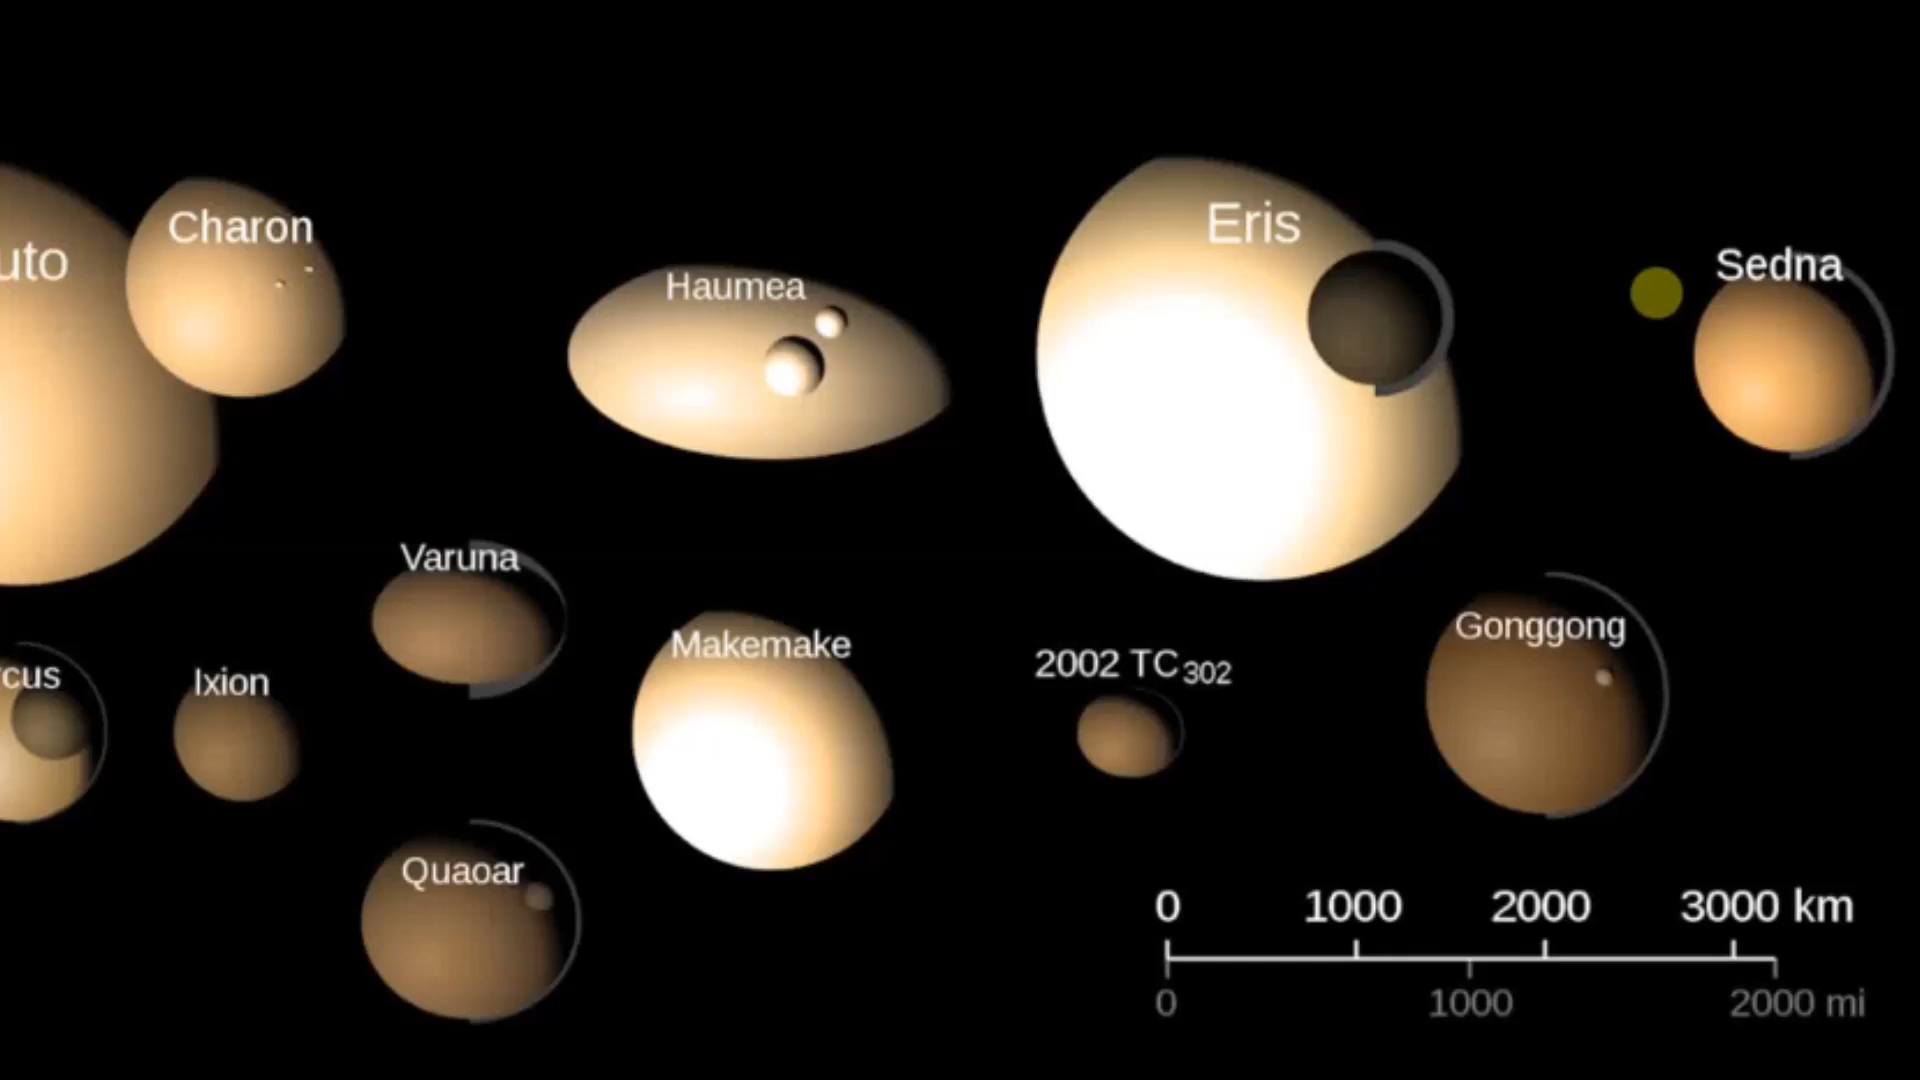 Charon
uto
Haumea
Eris
Sedna
Varuna
Makemake
Gonggong
2002 TC302
rcus
Ixion
Quaoar
0 1000 2000 3000 km
0 1000 2000 mi